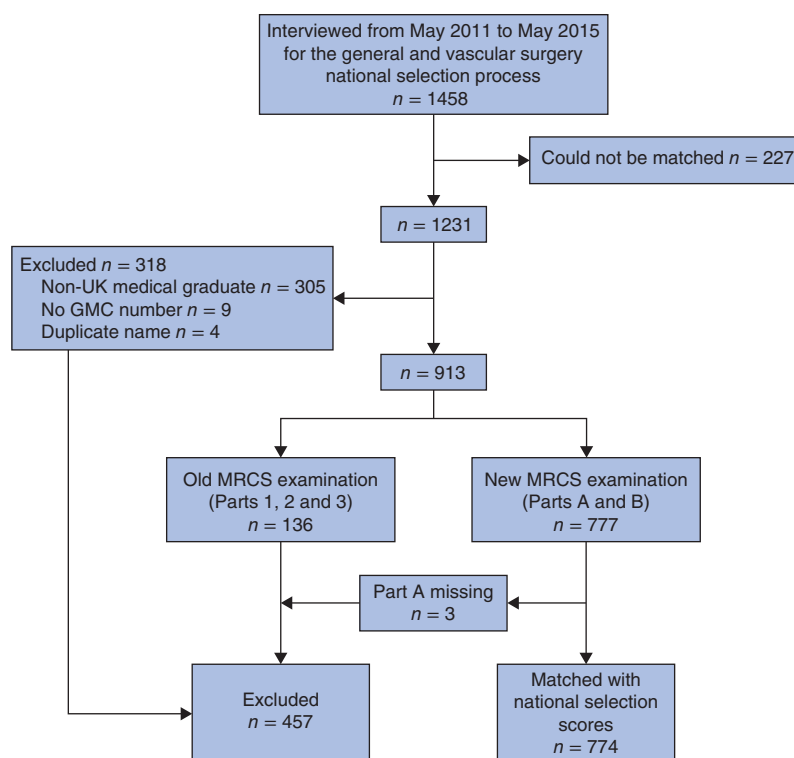 Interviewed from May 2011 to May 2015
for the general and vascular surgery
national selection process
n = 1458
Could not be matched n = 227
n = 1231
Excluded n = 318
Non-UK medical graduate n = 305
No GMC number n = 9
Duplicate name n = 4
n = 913
Old MRCS examination
(Parts 1, 2 and 3)
n = 136
New MRCS examination
(Parts A and B)
n = 777
Part A missing
n = 3
Excluded
n = 457
Matched with
national selection
scores
n = 774